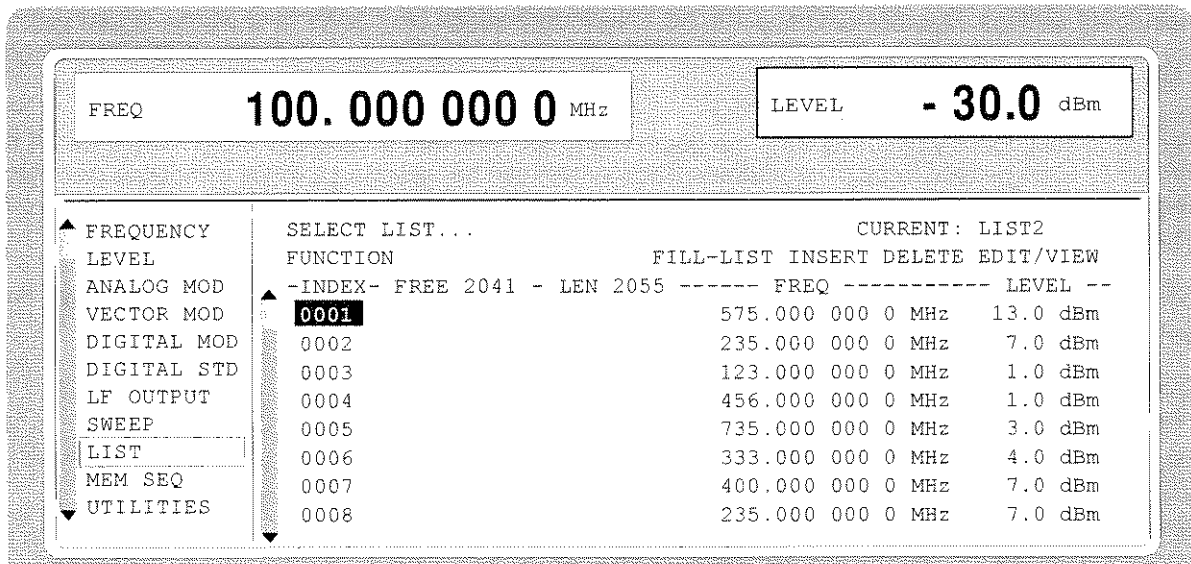 FREQ 100. 000 000 0 MHz LEVEL - 30.0 dBm
FREQUENCY
LEVEL
ANALOG MOD
VECTOR MOD
DIGITAL MOD
DIGITAL STD
LF OUTPUT
SWEEP
LIST
MEM SEQ
UTILITIES
SELECT LIST... CURRENT: LIST2
FUNCTION FILL-LIST INSERT DELETE EDIT/VIEW
-INDEX- FREE 2041 - LEN 2055 ------ FREQ ----------- LEVEL --
0001 575.000 000 0 MHz 13.0 dBm
0002 235.000 000 0 MHz 7.0 dBm
0003 123.000 000 0 MHz 1.0 dBm
0004 456.000 000 0 MHz 1.0 dBm
0005 735.000 000 0 MHz 3.0 dBm
0006 333.000 000 0 MHz 4.0 dBm
0007 400.000 000 0 MHz 7.0 dBm
0008 235.000 000 0 MHz 7.0 dBm